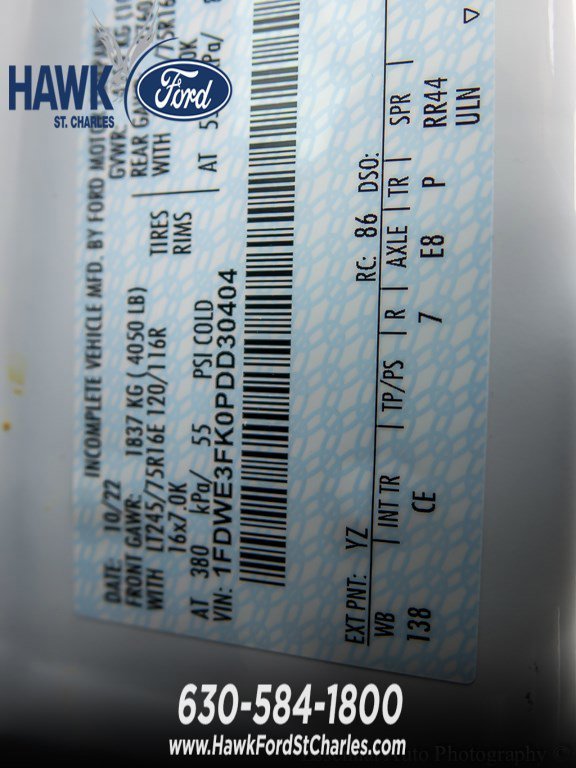 HAWK
ST. CHARLES
Ford
INCOMPLETE VEHICLE MFD. BY FORD MOTOR
DATE: 10/22 GVWR:
FRONT GAWR: 1837 KG ( 4050 LB) REAR
WITH LT245/75R16E 120/116R TIRES WITH
16x7.0K RIMS
AT 380 kPa/ 55 PSI COLD AT
VIN: 1FDWE3FK0PDD30404
EXT PNT: YZ RC: 86 DSO:
WB INT TR TP/PS R AXLE TR SPR
138 CE 7 E8 P RR44
ULN
630-584-1800
www.HawkFordStCharles.com
Auto Photography ©